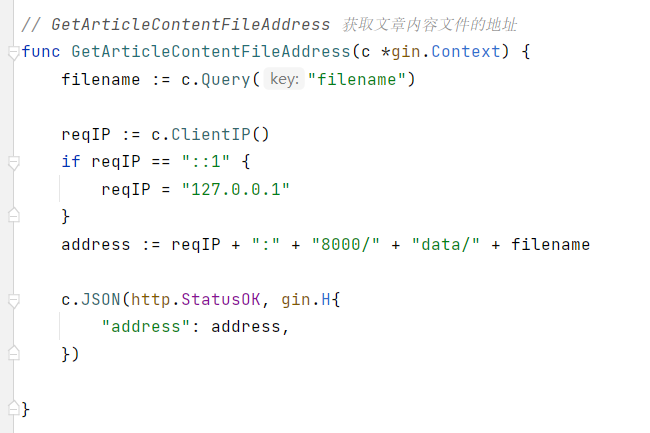 // GetArticleContentFileAddress 获取文章内容文件的地址
func GetArticleContentFileAddress(c *gin.Context) {
    filename := c.Query( key: "filename")
    reqIP := c.ClientIP()
    if reqIP == "::1" {
        reqIP = "127.0.0.1"
    }
    address := reqIP + ":" + "8000/" + "data/" + filename
    c.JSON(http.StatusOK, gin.H{
        "address": address,
    })
}